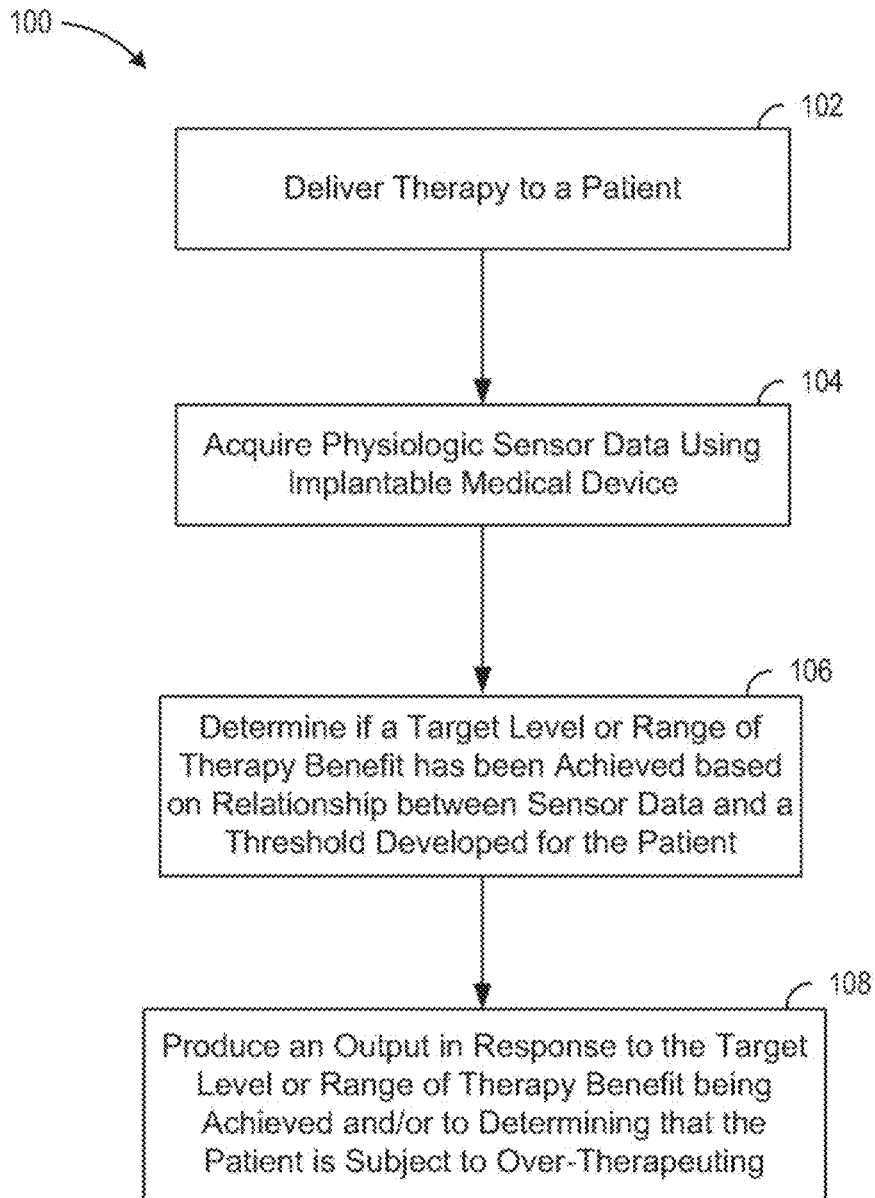 100
102
Deliver Therapy to a Patient
104
Acquire Physiologic Sensor Data Using
Implantable Medical Device
106
Determine if a Target Level or Range of
Therapy Benefit has been Achieved based
on Relationship between Sensor Data and a
Threshold Developed for the Patient
108
Produce an Output in Response to the Target
Level or Range of Therapy Benefit being
Achieved and/or to Determining that the
Patient is Subject to Over-Therapeuting